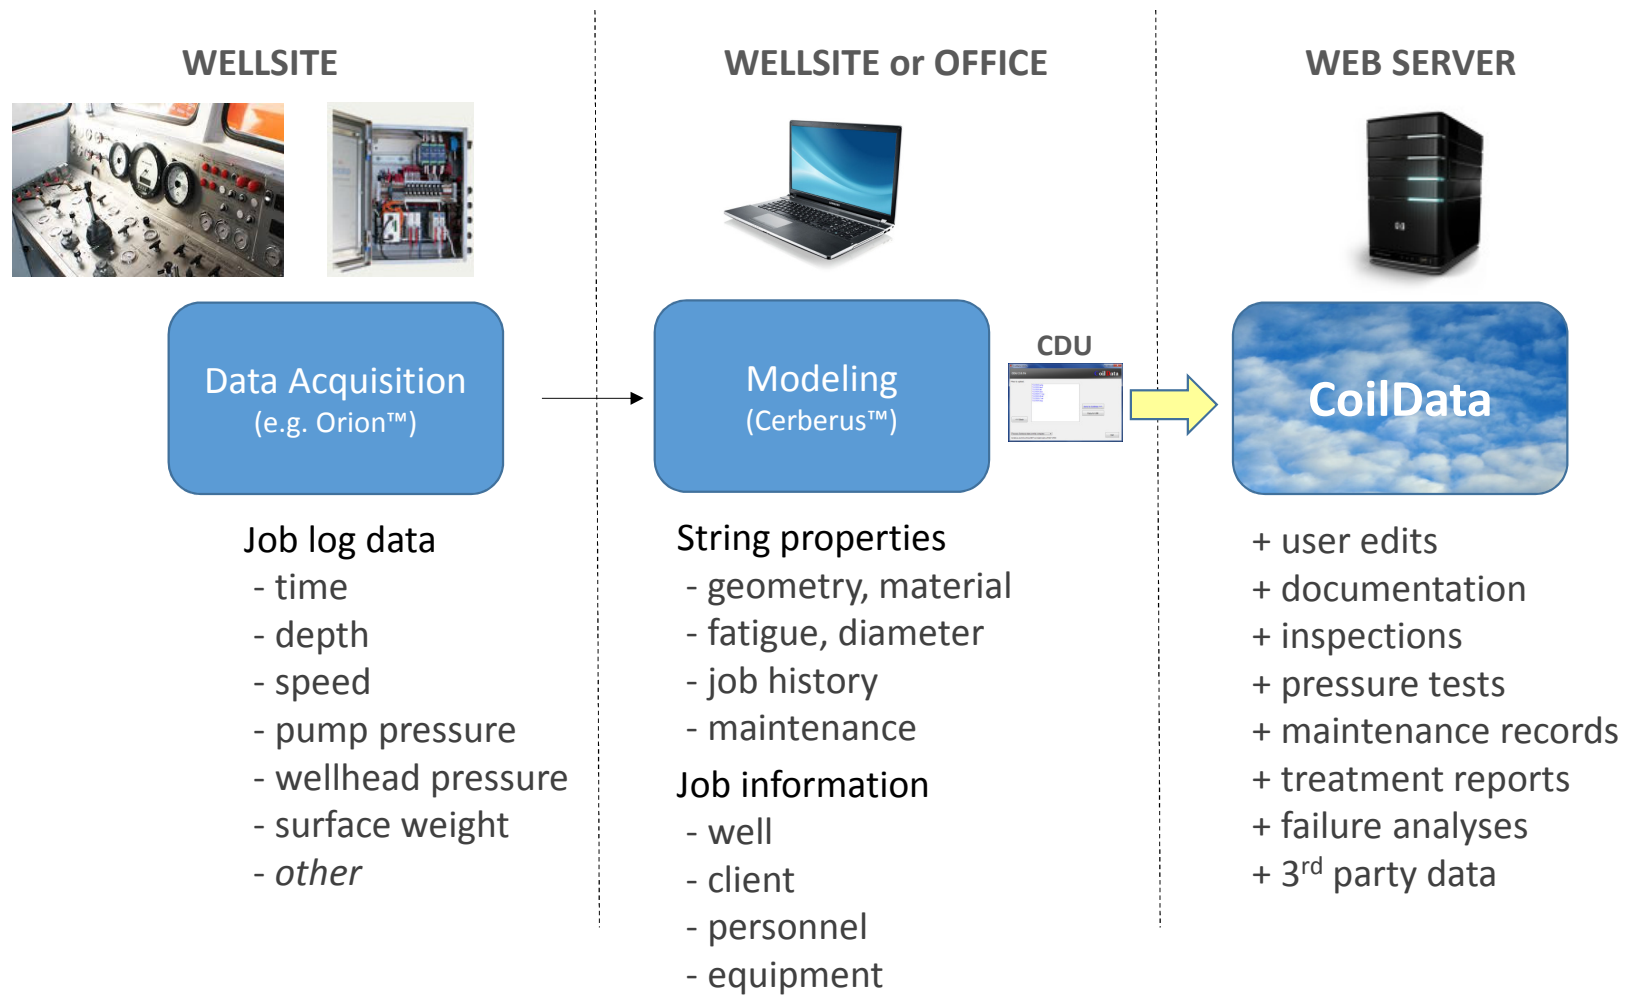 WELLSITE
Data Acquisition
(e.g. Orion™)
Job log data
- time
- depth
- speed
- pump pressure
- wellhead pressure
- surface weight
- other
WELLSITE or OFFICE
Modeling
(Cerberus™)
CDU
String properties
- geometry, material
- fatigue, diameter
- job history
- maintenance
Job information
- well
- client
- personnel
- equipment
WEB SERVER
CoilData
+ user edits
+ documentation
+ inspections
+ pressure tests
+ maintenance records
+ treatment reports
+ failure analyses
+ 3rd party data